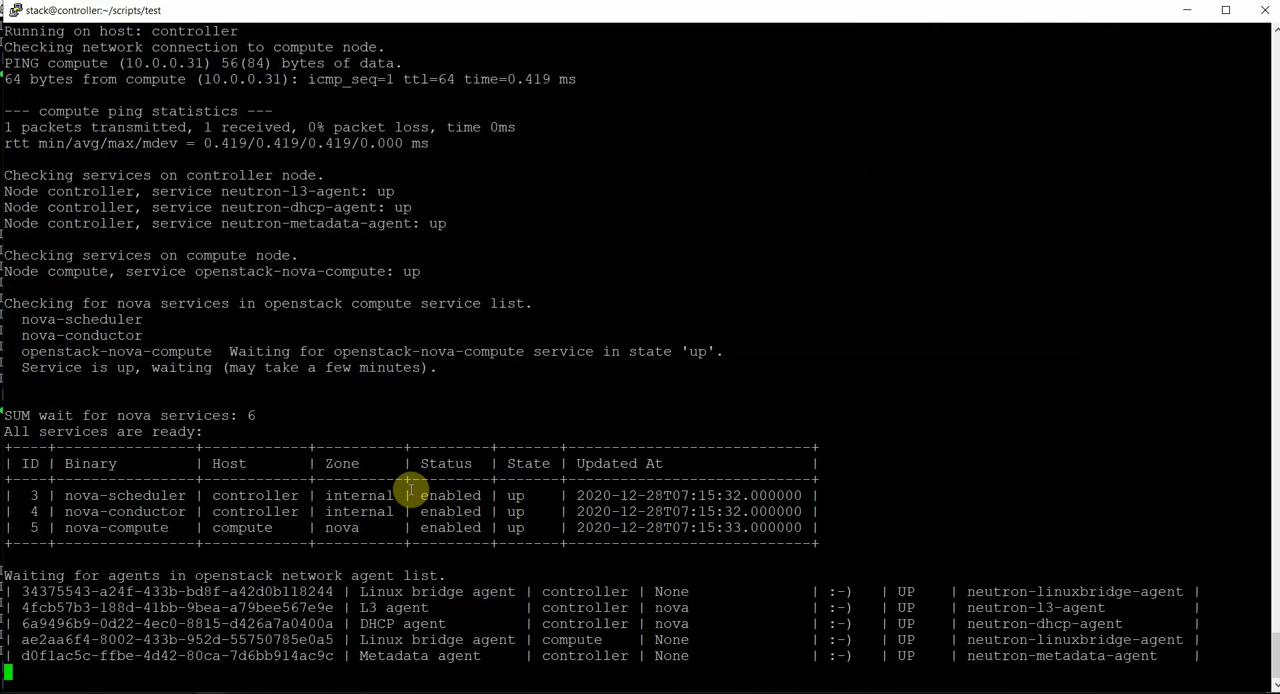 stack@controller:~/scripts/test
Running on host: controller
Checking network connection to compute node.
PING compute (10.0.0.31) 56(84) bytes of data.
64 bytes from compute (10.0.0.31): icmp_seq=1 ttl=64 time=0.419 ms
--- compute ping statistics ---
1 packets transmitted, 1 received, 0% packet loss, time 0ms
rtt min/avg/max/mdev = 0.419/0.419/0.419/0.000 ms
Checking services on controller node.
Node controller, service neutron-l3-agent: up
Node controller, service neutron-dhcp-agent: up
Node controller, service neutron-metadata-agent: up
Checking services on compute node.
Node compute, service openstack-nova-compute: up
Checking for nova services in openstack compute service list.
  nova-scheduler
  nova-conductor
  openstack-nova-compute  Waiting for openstack-nova-compute service in state 'up'.
  Service is up, waiting (may take a few minutes).
SUM wait for nova services: 6
All services are ready:
+----+----------------+------------+----------+---------+-------+----------------------------+
| ID | Binary         | Host       | Zone     | Status  | State | Updated At                 |
+----+----------------+------------+----------+---------+-------+----------------------------+
|  3 | nova-scheduler | controller | internal | enabled | up    | 2020-12-28T07:15:32.000000 |
|  4 | nova-conductor | controller | internal | enabled | up    | 2020-12-28T07:15:32.000000 |
|  5 | nova-compute   | compute    | nova     | enabled | up    | 2020-12-28T07:15:33.000000 |
+----+----------------+------------+----------+---------+-------+----------------------------+
Waiting for agents in openstack network agent list.
| 34375543-a24f-433b-bd8f-a42d0b118244 | Linux bridge agent | controller | None              | :-)   | UP    | neutron-linuxbridge-agent |
| 4fcb57b3-188d-41bb-9bea-a79bee567e9e | L3 agent           | controller | nova              | :-)   | UP    | neutron-l3-agent          |
| 6a9496b9-0d22-4ec0-8815-d426a7a0400a | DHCP agent         | controller | nova              | :-)   | UP    | neutron-dhcp-agent        |
| ae2aa6f4-8002-433b-952d-55750785e0a5 | Linux bridge agent | compute    | None              | :-)   | UP    | neutron-linuxbridge-agent |
| d0f1ac5c-ffbe-4d42-80ca-7d6bb914ac9c | Metadata agent     | controller | None              | :-)   | UP    | neutron-metadata-agent    |